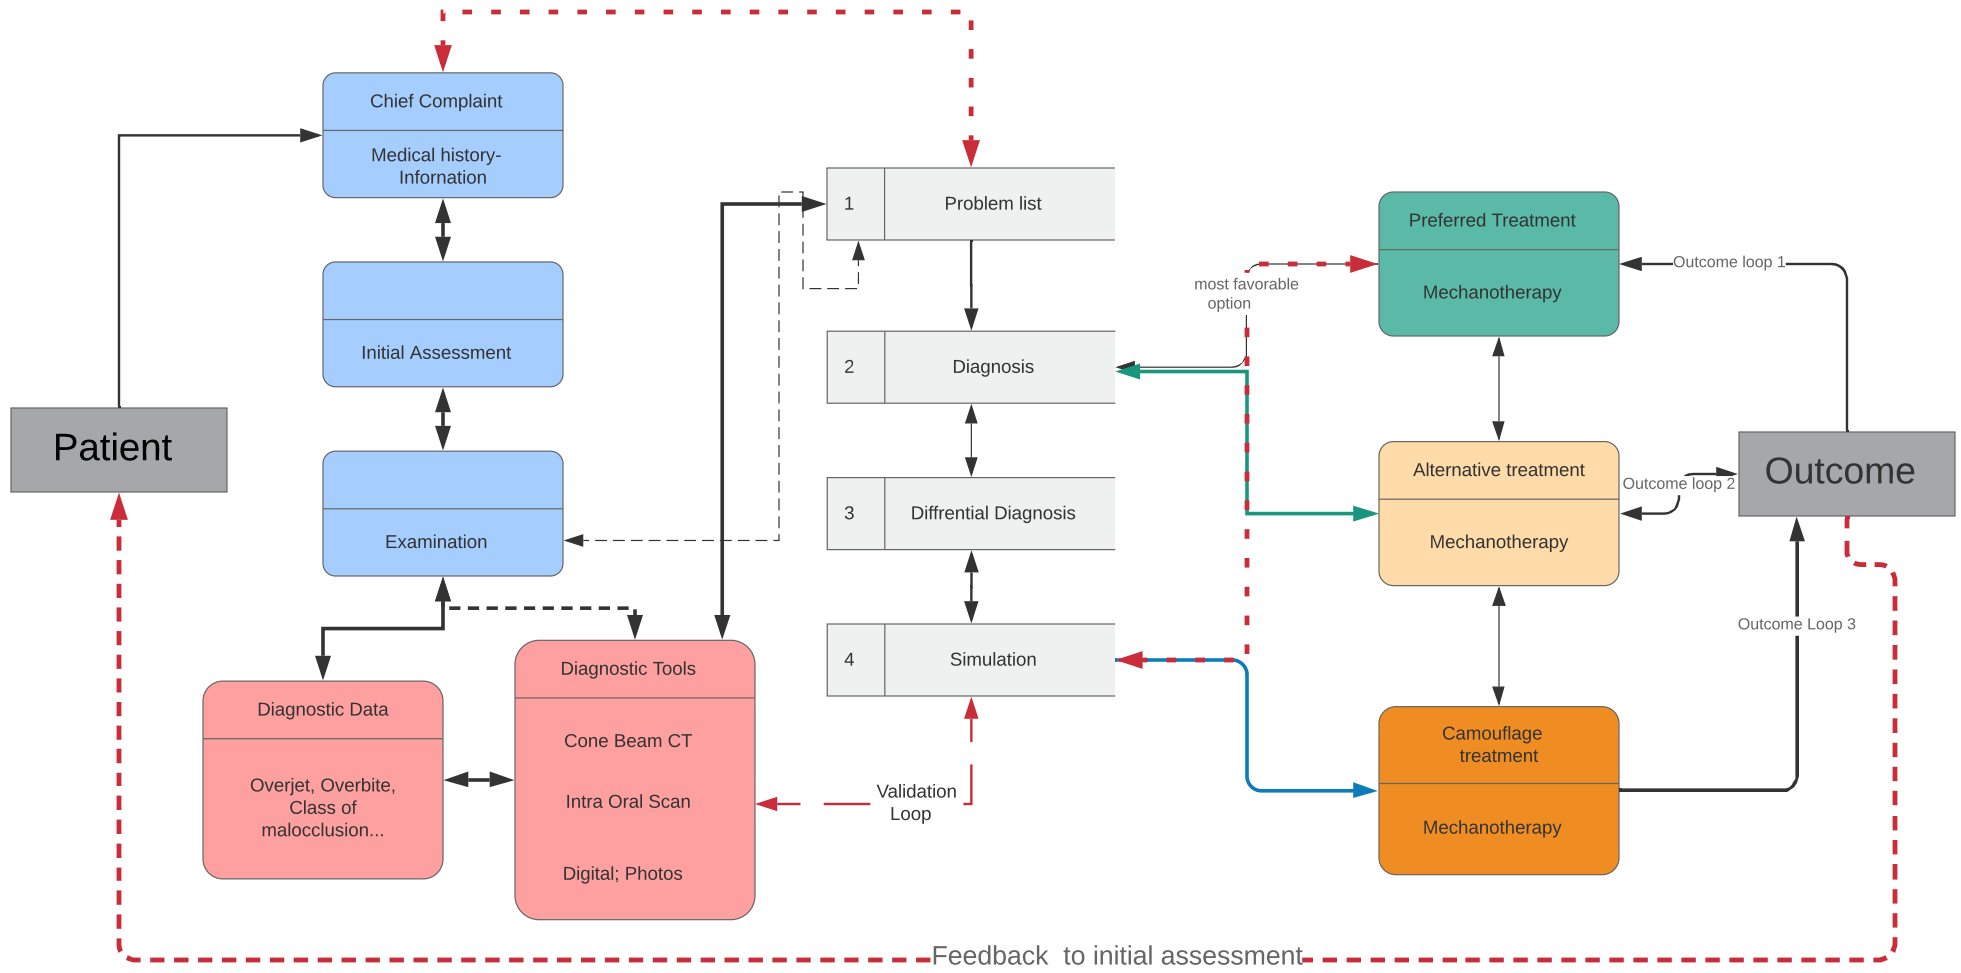 Chief Complaint
Medical history-
Infornation
Initial Assessment
Patient
Examination
Diagnostic Data
Overjet, Overbite,
Class of
malocclusion...
Diagnostic Tools
Cone Beam CT
Intra Oral Scan
Digital; Photos
1
Problem list
2
Diagnosis
3
Diffrential Diagnosis
4
Simulation
Validation
Loop
most favorable
option
Preferred Treatment
Mechanotherapy
Alternative treatment
Mechanotherapy
Camouflage
treatment
Mechanotherapy
Outcome loop 1
Outcome loop 2
Outcome
Outcome Loop 3
Feedback  to initial assessment